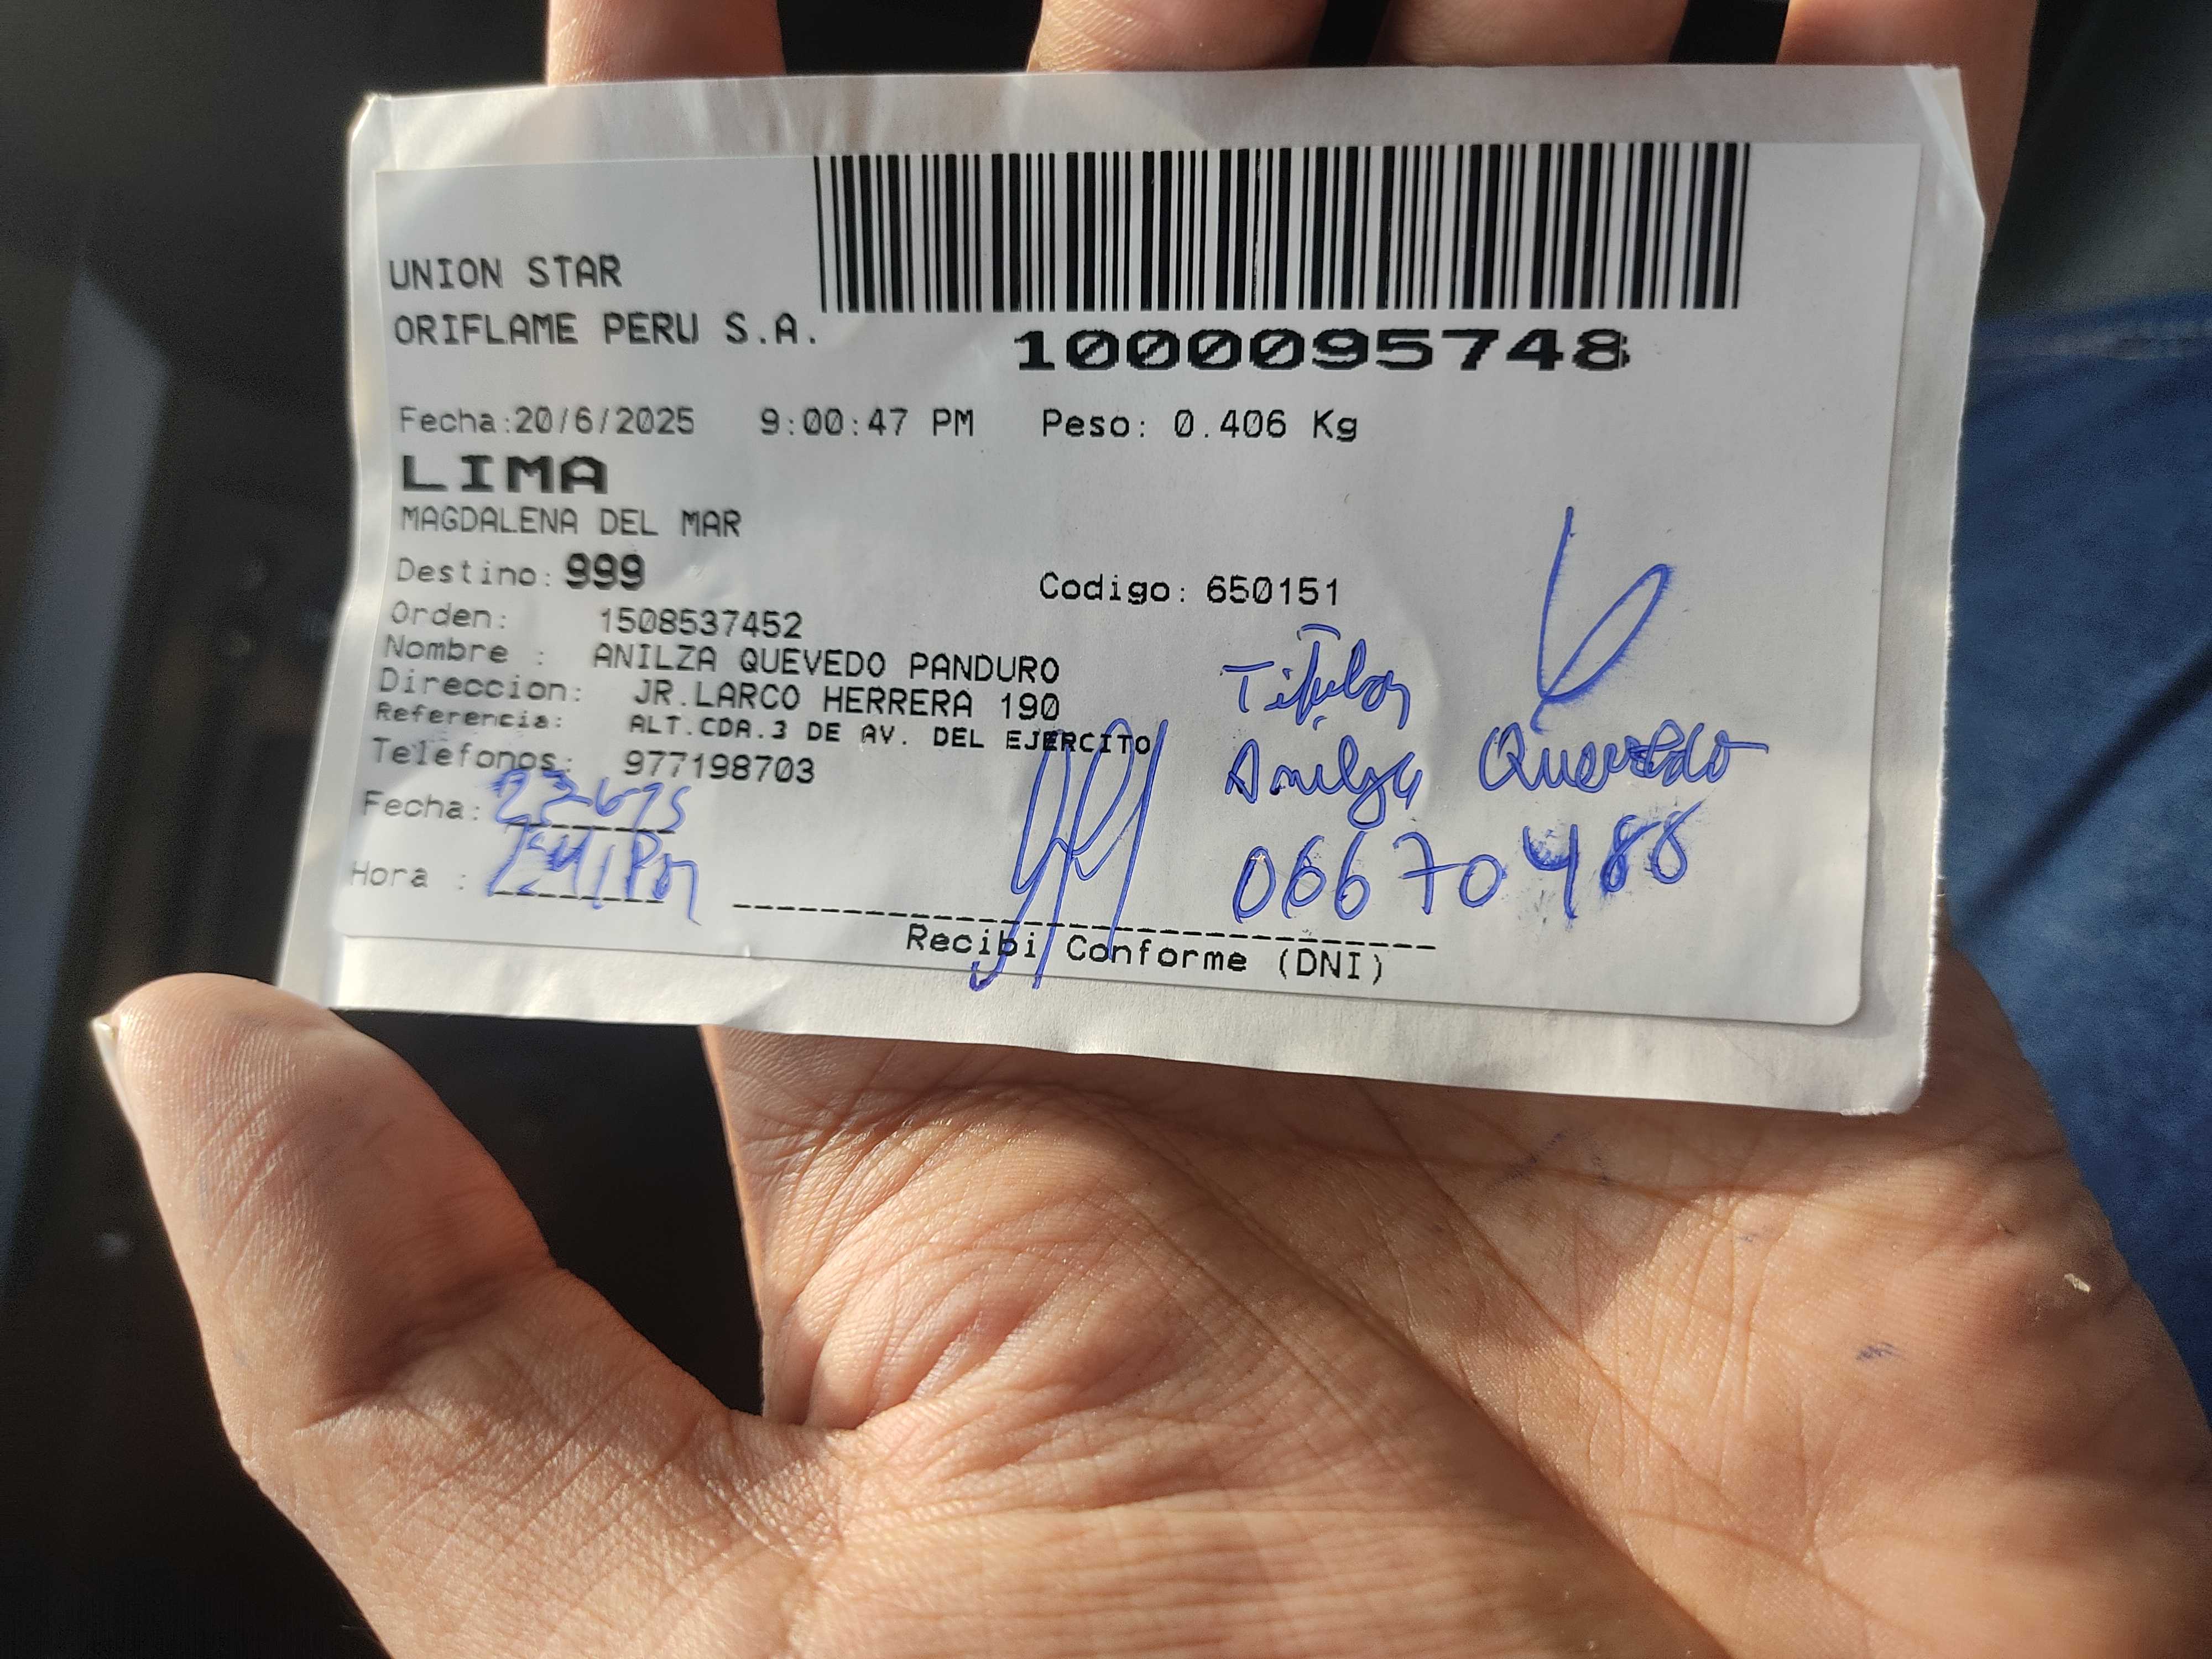 UNION STAR
ORIFLAME PERU S.A.
1000095748
Fecha:20/6/2025 9:00:47 PM Peso: 0.406 Kg
LIMA
MAGDALENA DEL MAR
Destino: 999 Codigo: 650151
Orden: 1508537452
Nombre : ANILZA QUEVEDO PANDURO
Direccion: JR.LARCO HERRERA 190
Referencia: ALT.CDA.3 DE AV. DEL EJERCITO
Telefonos: 977198703
Titular
Anilza Quevedo
06670488
Fecha:
Hora :
Recibi Conforme (DNI)